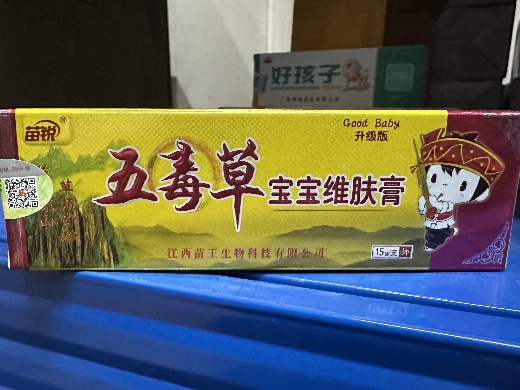 好孩子
苗锐
Good Baby
升级版
五毒草 宝宝维肤膏
15g/支 外
江西苗王生物科技有限公司